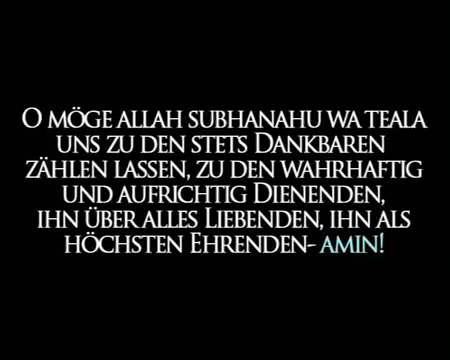 O MÖGE ALLAH SUBHANAHU WA TEALA
UNS ZU DEN STETS DANKBAREN
ZÄHLEN LASSEN, ZU DEN WAHRHAFTIG
UND AUFRICHTIG DIENENDEN,
IHN ÜBER ALLES LIEBENDEN, IHN ALS
HÖCHSTEN EHRENDEN- AMIN!